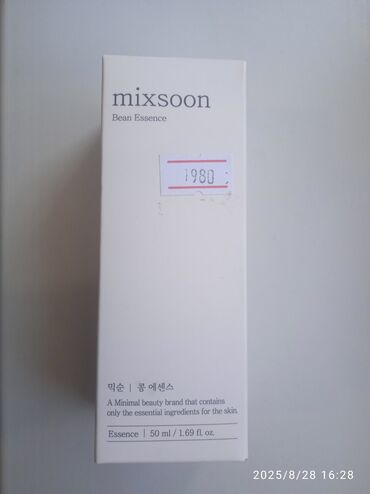 mixsoon
Bean Essence
1980
믹순 | 콩 에센스
A Minimal beauty brand that contains
only the essential ingredients for the skin.
Essence | 50 ml / 1.69 fl. oz.
2025/8/28 16:28